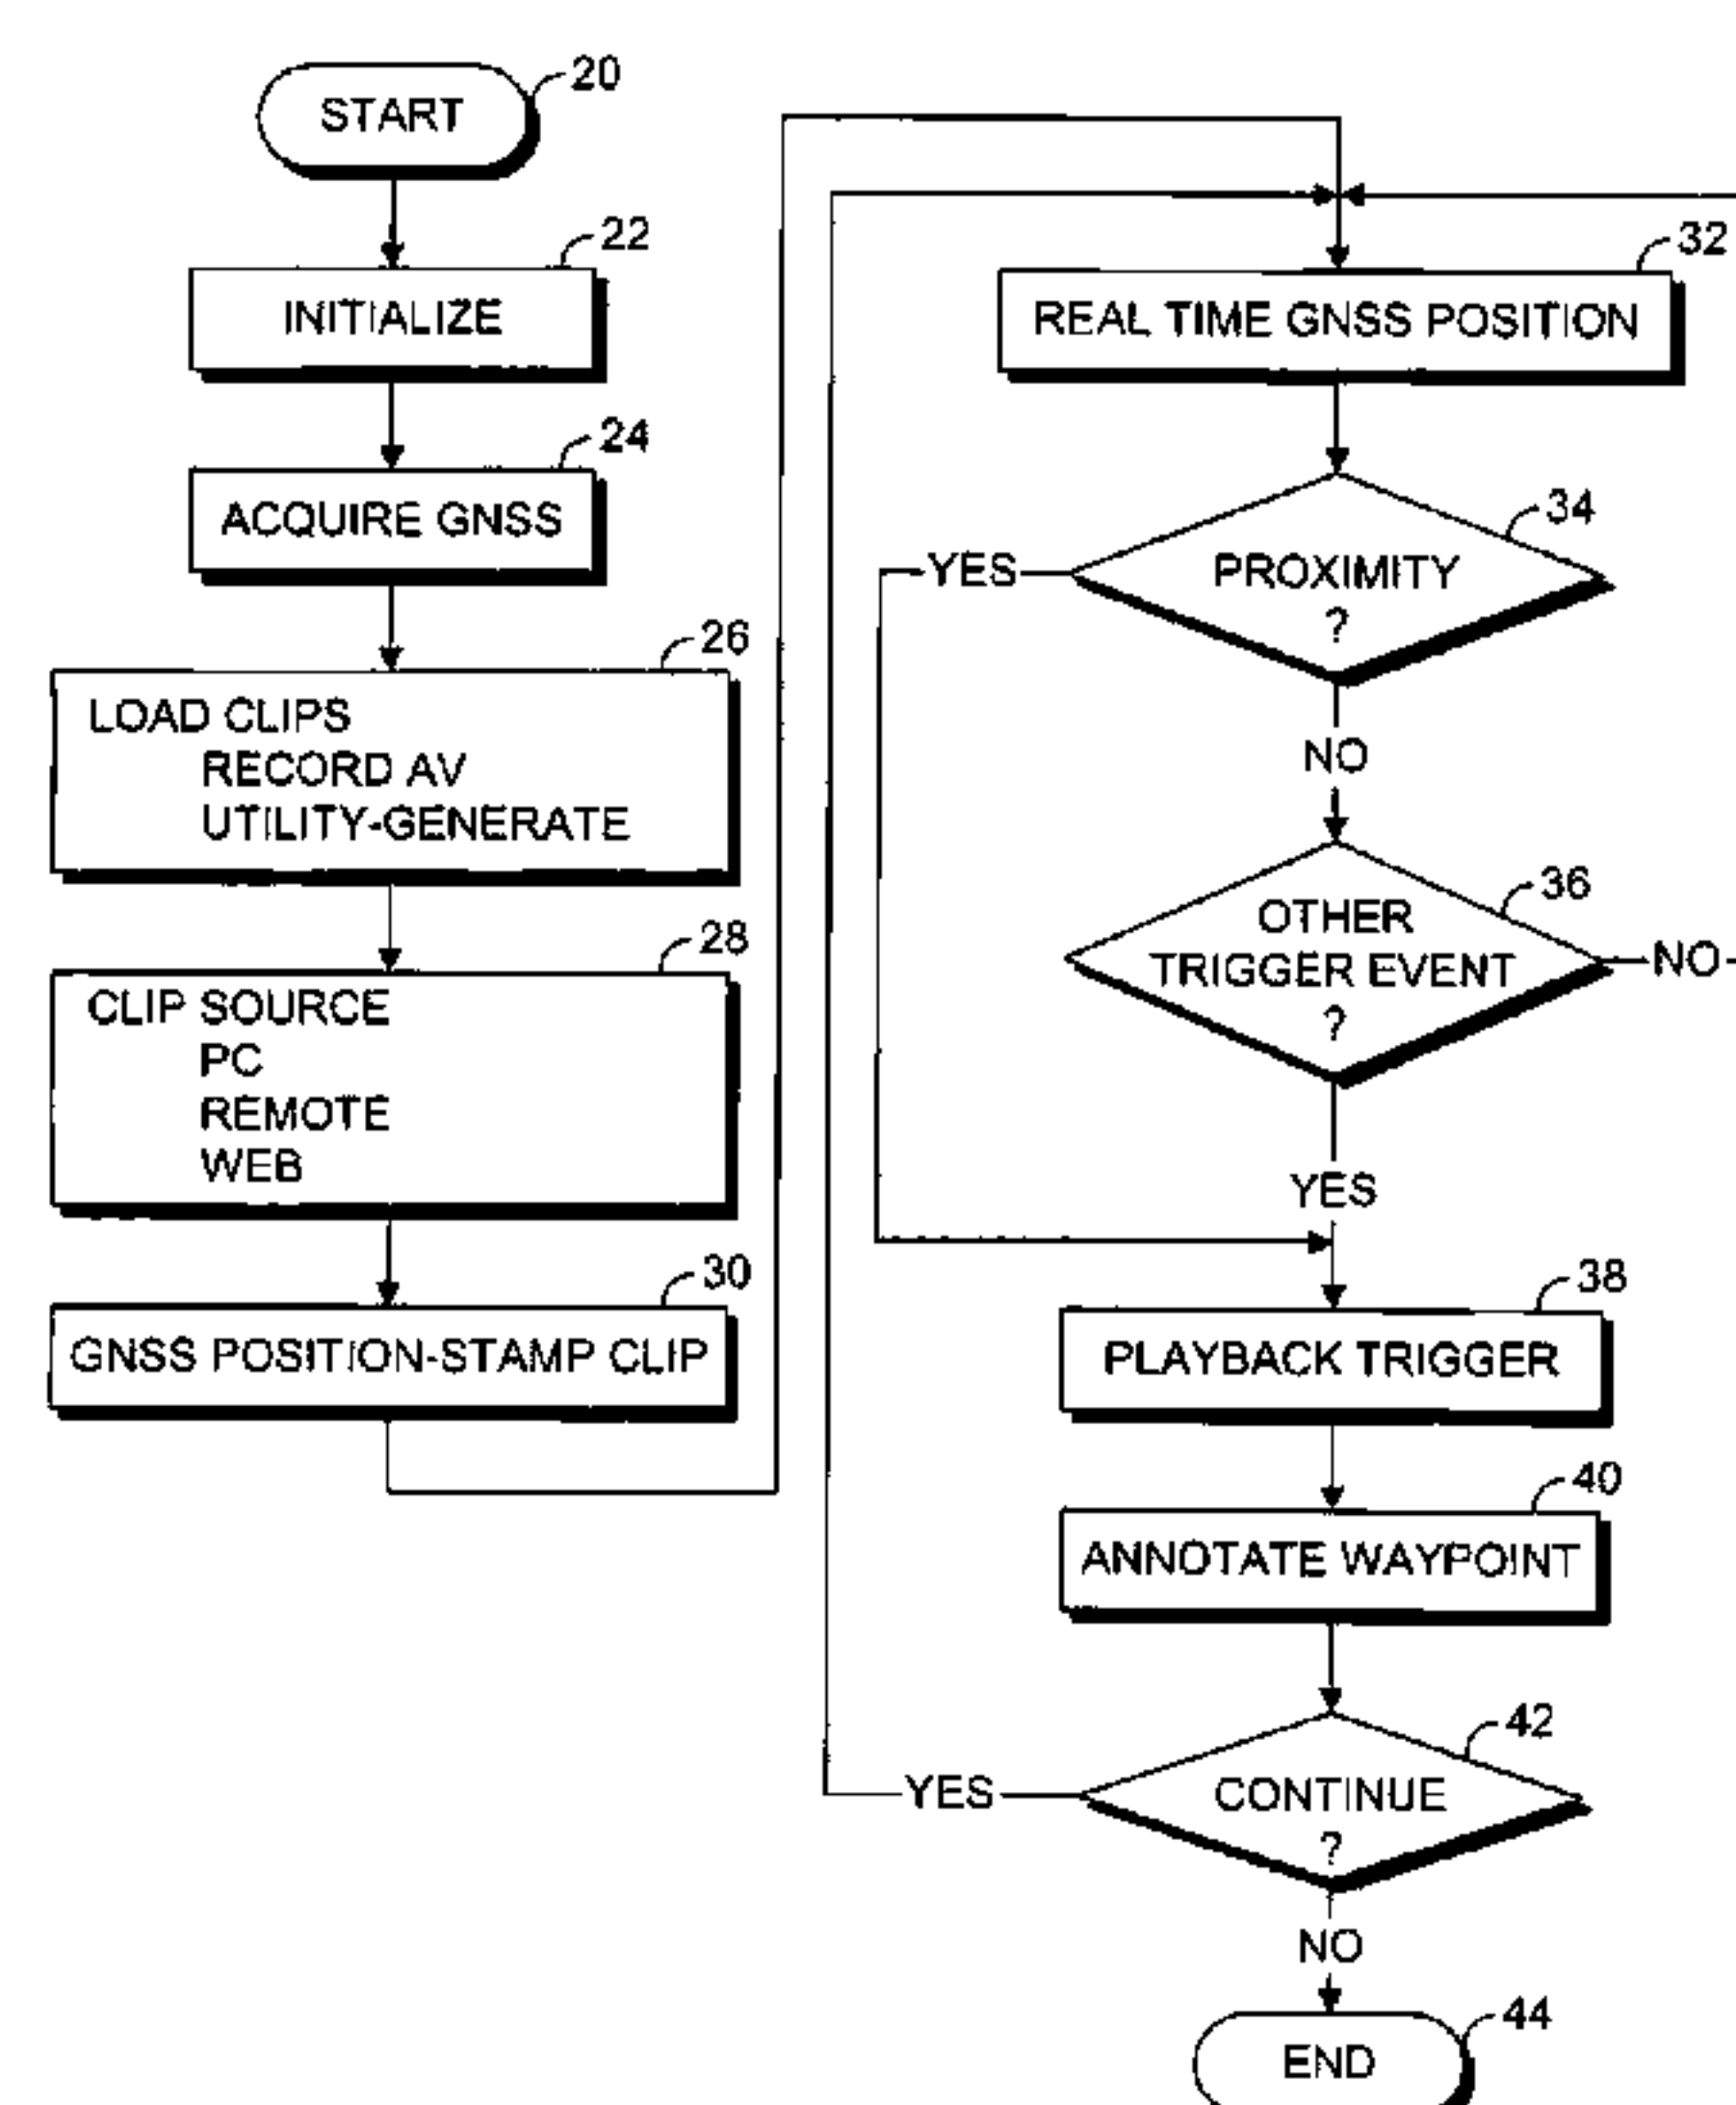 START
20
INITIALIZE
22
ACQUIRE GNSS
24
LOAD CLIPS
RECORD AV
UTILITY-GENERATE
26
CLIP SOURCE
PC
REMOTE
WEB
28
GNSS POSITION-STAMP CLIP
30
REAL TIME GNSS POSITION
32
PROXIMITY
?
34
YES
NO
OTHER
TRIGGER EVENT
?
36
NO
YES
PLAYBACK TRIGGER
38
ANNOTATE WAYPOINT
40
CONTINUE
?
42
YES
NO
END
44